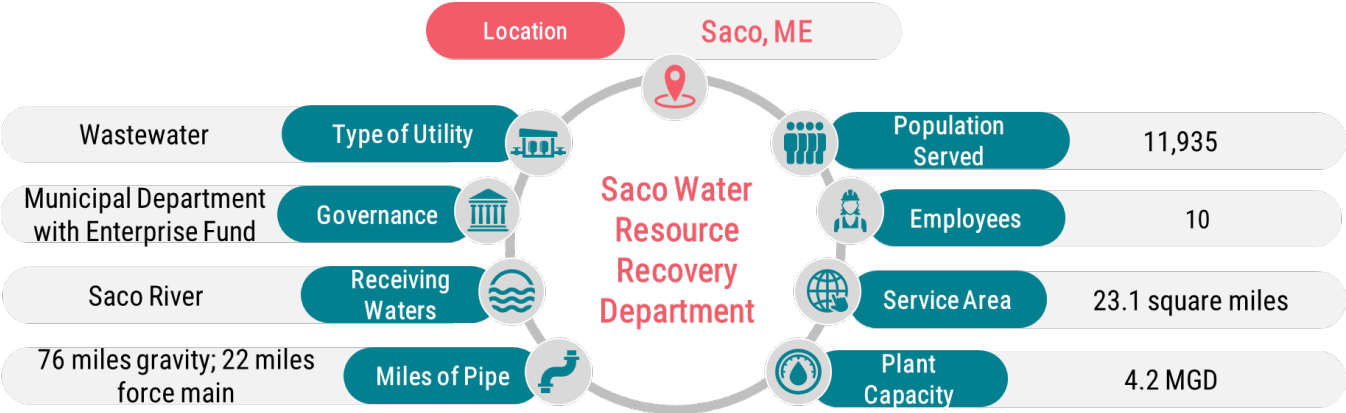 Location
Saco, ME
Wastewater
Type of Utility
Municipal Department
with Enterprise Fund
Governance
Saco River
Receiving
Waters
76 miles gravity; 22 miles
force main
Miles of Pipe
Saco Water
Resource
Recovery
Department
Population
Served
11,935
Employees
10
Service Area
23.1 square miles
Plant
Capacity
4.2 MGD